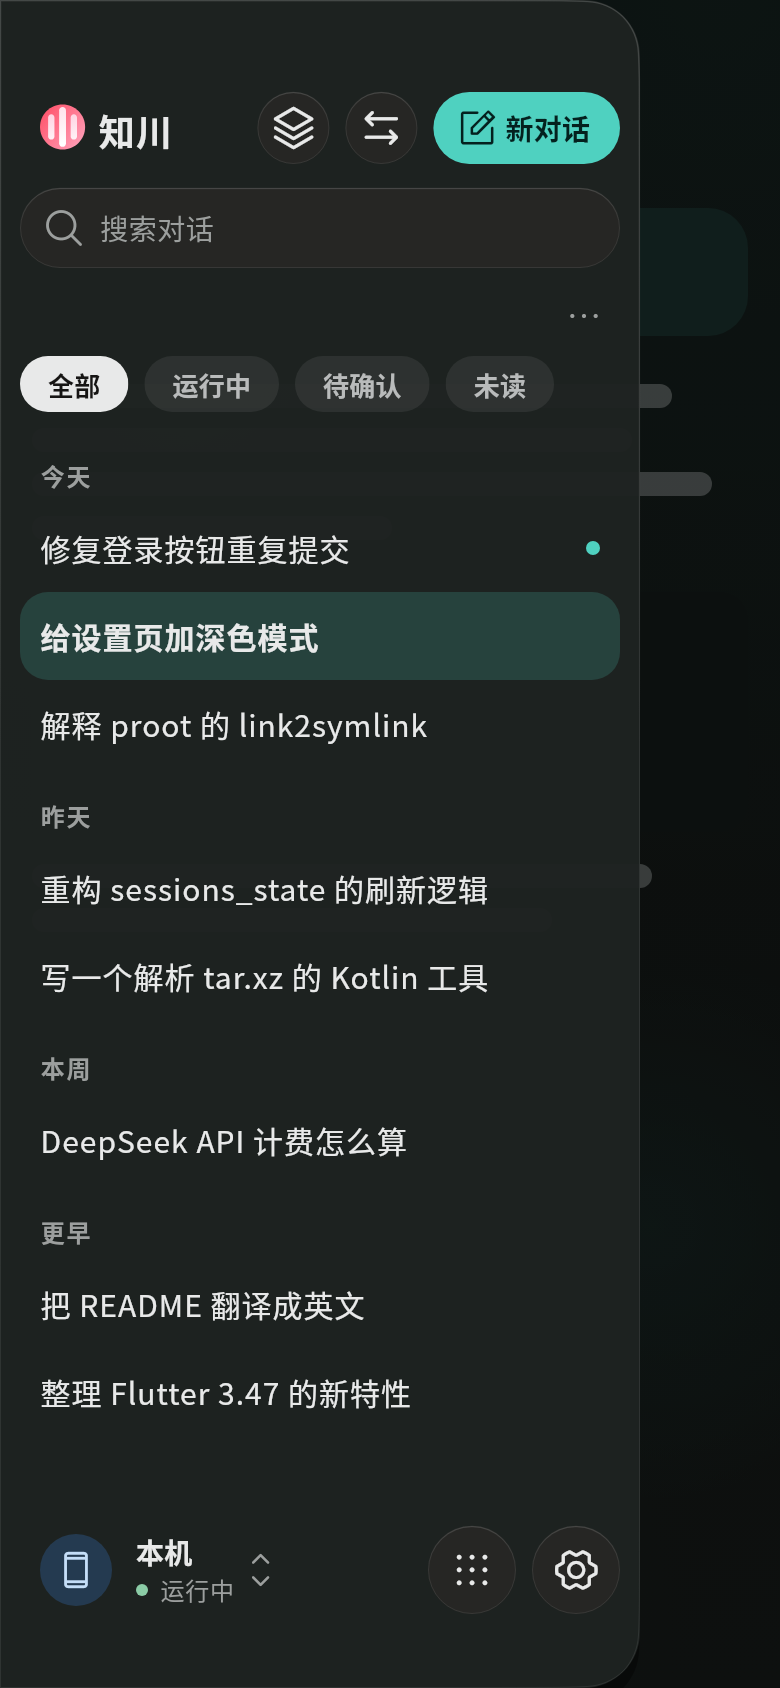 知川
新对话
搜索对话
...
全部 运行中 待确认 未读
今天
修复登录按钮重复提交
给设置页加深色模式
解释 proot 的 link2symlink
昨天
重构 sessions_state 的刷新逻辑
写一个解析 tar.xz 的 Kotlin 工具
本周
DeepSeek API 计费怎么算
更早
把 README 翻译成英文
整理 Flutter 3.47 的新特性
本机
运行中